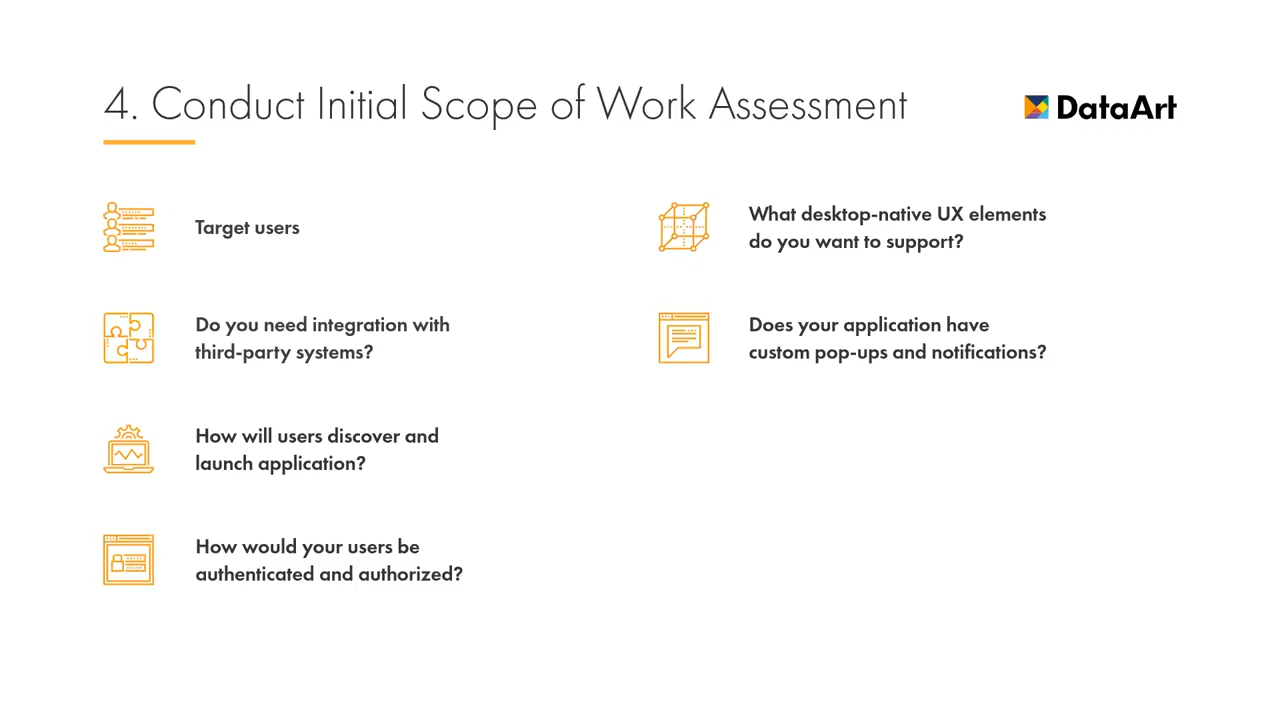 4. Conduct Initial Scope of Work Assessment
DataArt
Target users
Do you need integration with
third-party systems?
How will users discover and
launch application?
How would your users be
authenticated and authorized?
What desktop-native UX elements
do you want to support?
Does your application have
custom pop-ups and notifications?